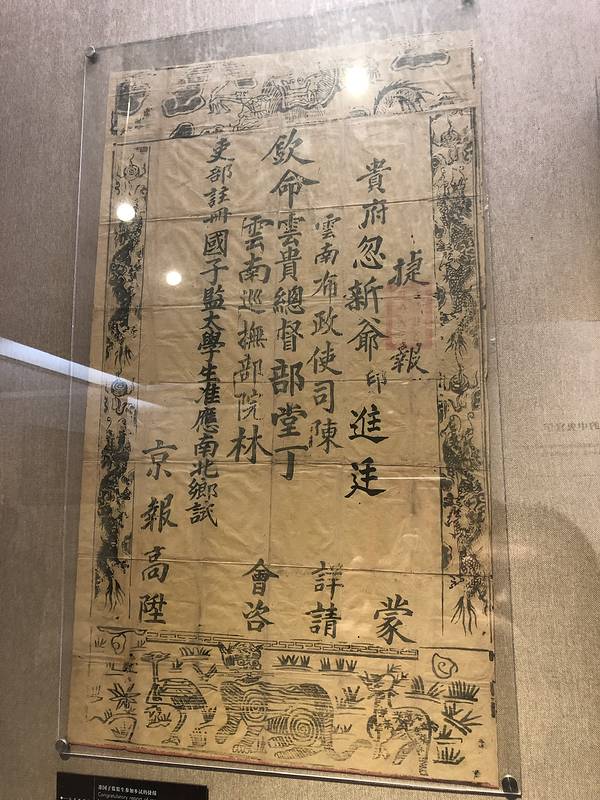 捷報
貴府忽新爺印進廷 蒙
雲南布政使司陳 詳請
欽命雲貴總督部堂丁
雲南巡撫部院林 會咨
吏部註冊國子監太學生准應南北鄉試
京報高陞